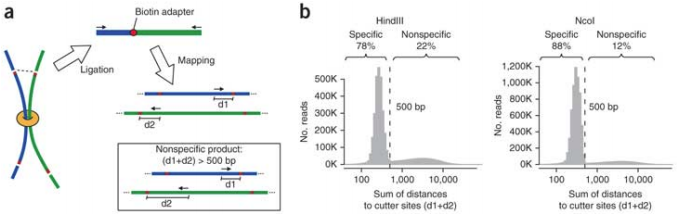 a
Biotin adapter
Ligation
Mapping
d1
d2
Nonspecific product:
(d1+d2) > 500 bp
d1
d2
b
HindIII
Specific
78%
Nonspecific
22%
500K
400K
300K
200K
100K
0K
No. reads
500 bp
100
1,000
10,000
Sum of distances
to cutter sites (d1+d2)
NcoI
Specific
88%
Nonspecific
12%
1,200K
1,000K
800K
600K
400K
200K
0K
No. reads
500 bp
100
1,000
10,000
Sum of distances
to cutter sites (d1+d2)